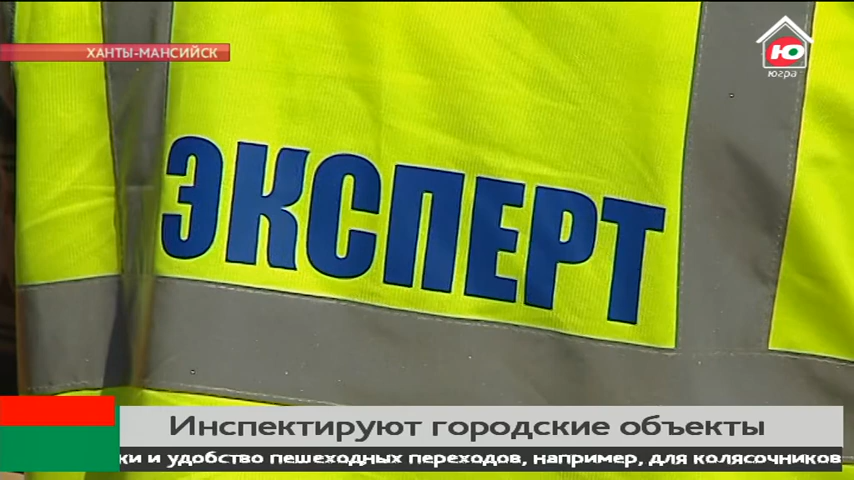 ХАНТЫ-МАНСИЙСК
Ю
югра
ЭКСПЕРТ
Инспектируют городские объекты
ки и удобство пешеходных переходов, например, для колясочников